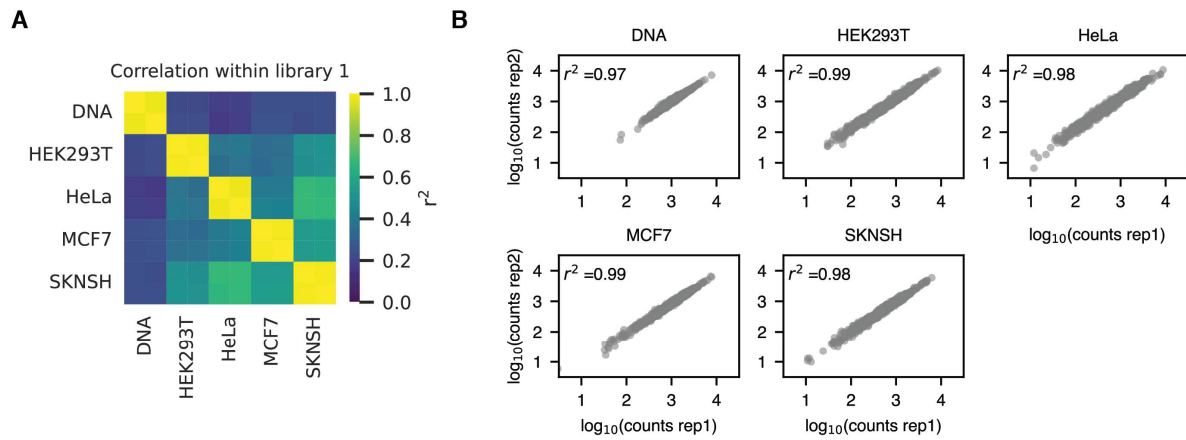 A
Correlation within library 1
DNA
HEK293T
HeLa
MCF7
SKNSH
DNA
HEK293T
HeLa
MCF7
SKNSH
1.0
0.8
0.6
0.4
0.2
0.0
r²
B
DNA
r² =0.97
4
3
2
1
1 2 3 4
log₁₀(counts rep2)
HEK293T
r² =0.99
4
3
2
1
1 2 3 4
HeLa
r² =0.98
4
3
2
1
1 2 3 4
log₁₀(counts rep1)
MCF7
r² =0.99
4
3
2
1
1 2 3 4
log₁₀(counts rep2)
log₁₀(counts rep1)
SKNSH
r² =0.98
4
3
2
1
1 2 3 4
log₁₀(counts rep1)